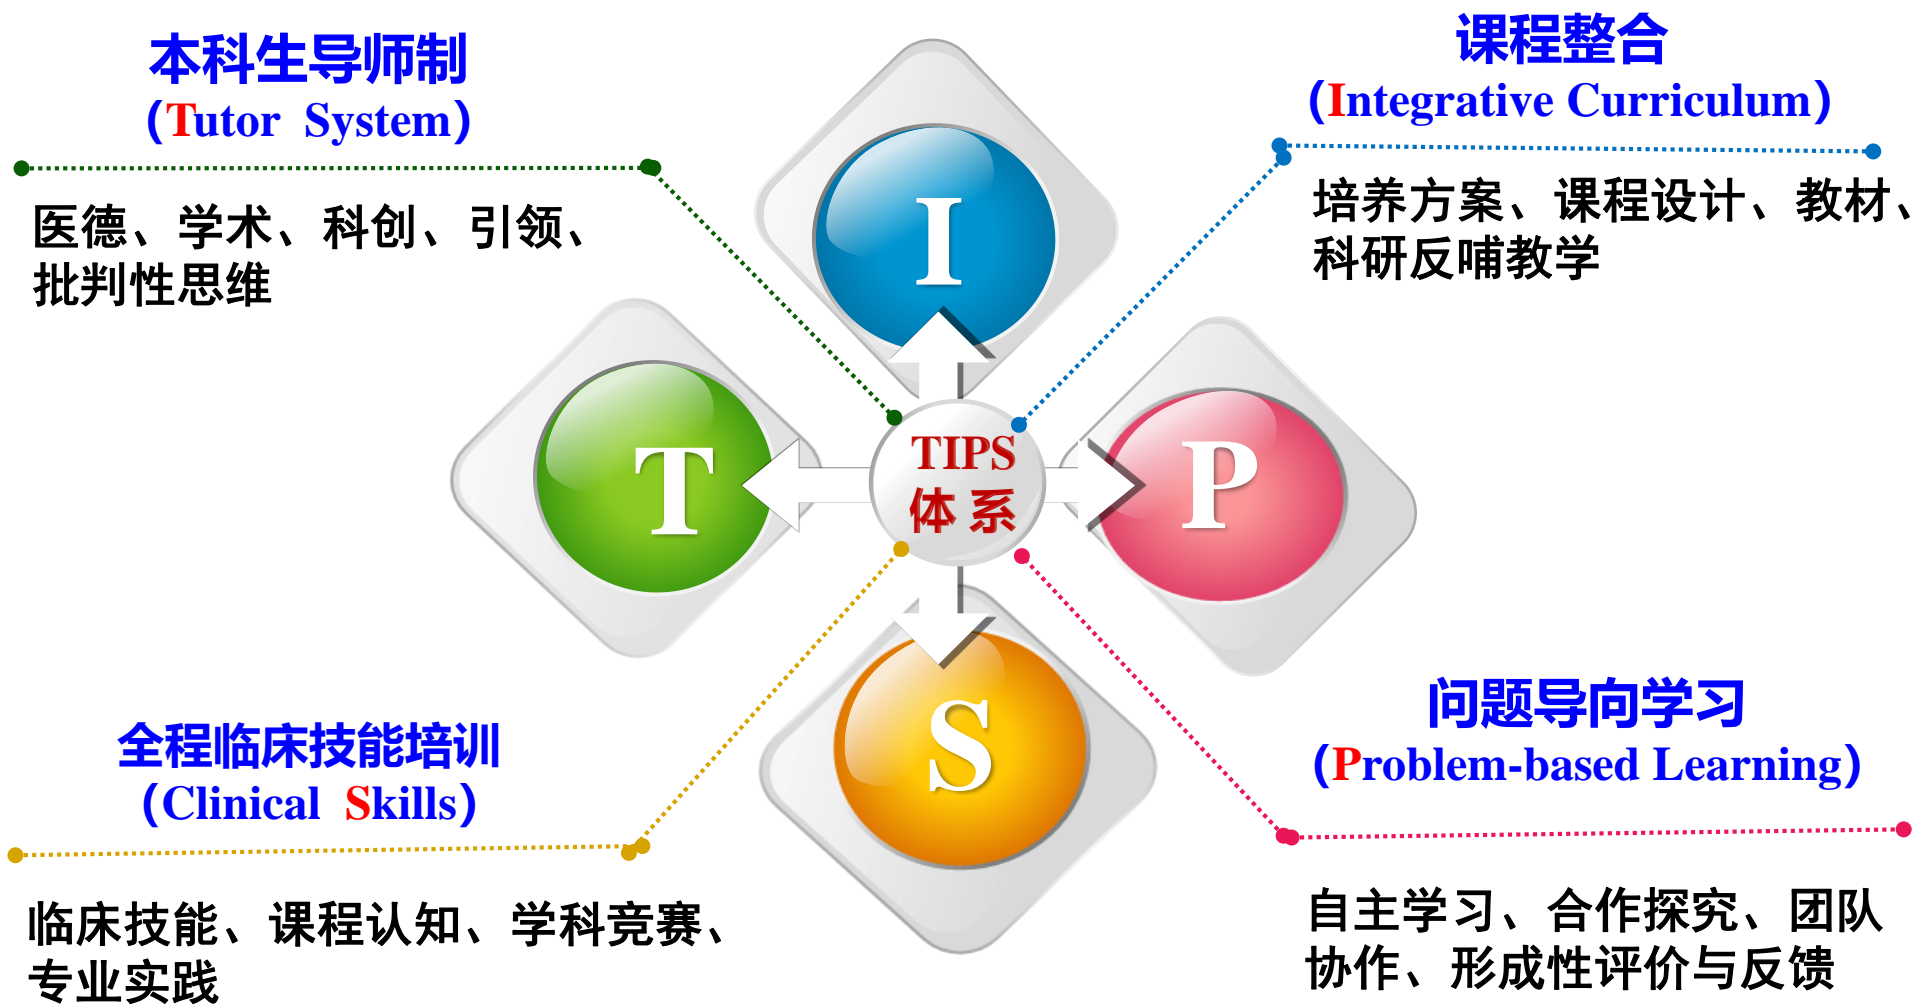 本科生导师制
（Tutor System）
医德、学术、科创、引领、
批判性思维
课程整合
（Integrative Curriculum）
培养方案、课程设计、教材、
科研反哺教学
I
T
TIPS
体 系
P
S
全程临床技能培训
（Clinical Skills）
临床技能、课程认知、学科竞赛、
专业实践
问题导向学习
（Problem-based Learning）
自主学习、合作探究、团队
协作、形成性评价与反馈